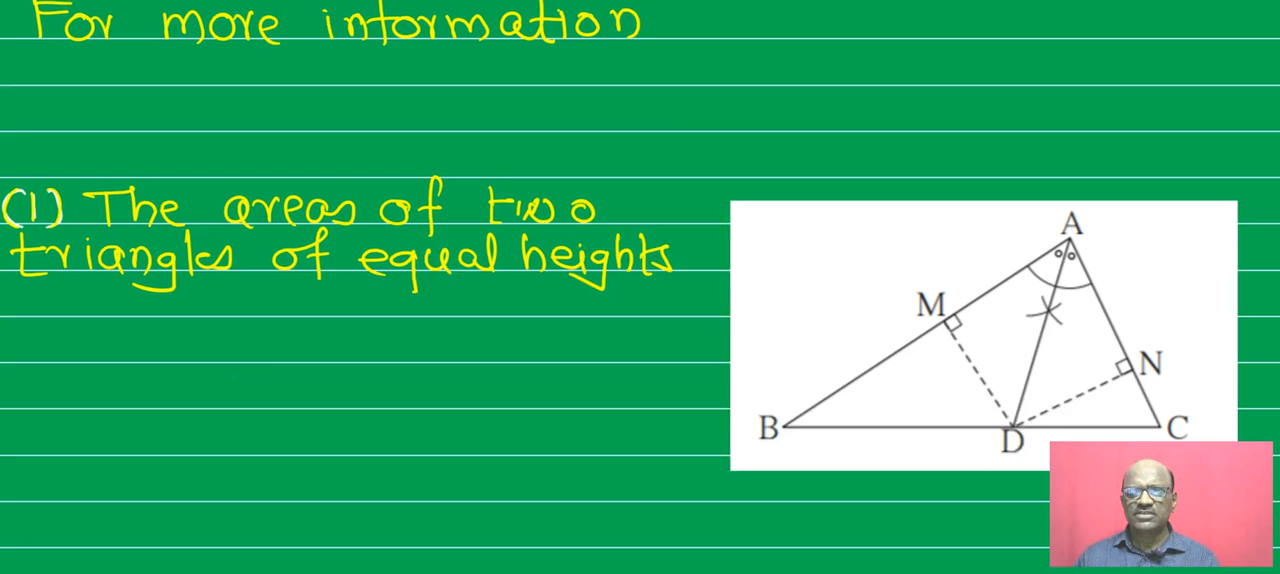 For more information
(1) The areas of two
triangles of equal heights
A
M
N
B
D
C